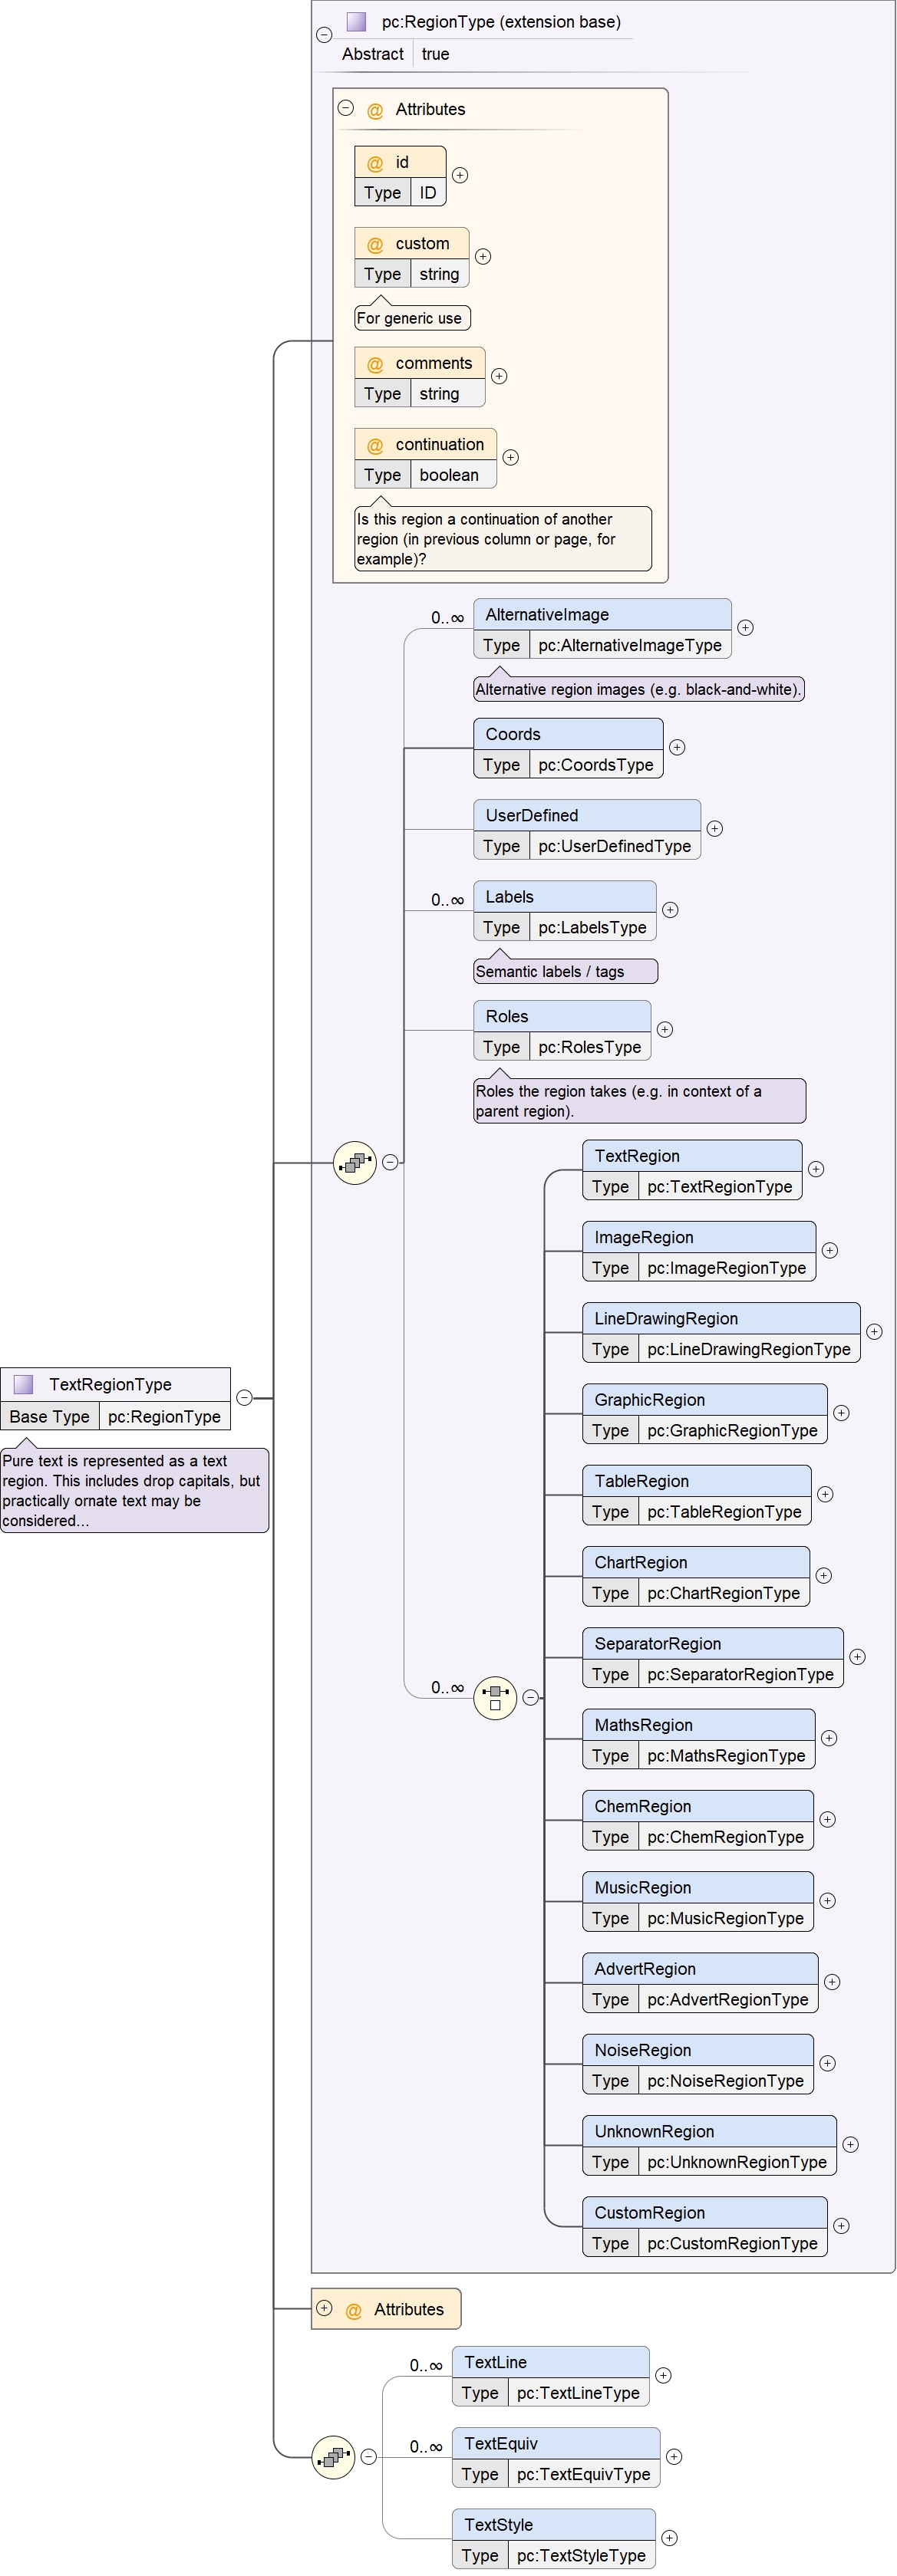 pc:RegionType (extension base)
Abstract true
@ Attributes
@ id
Type ID
@ custom
Type string
For generic use
@ comments
Type string
@ continuation
Type boolean
Is this region a continuation of another
region (in previous column or page, for
example)?
0..∞
AlternativeImage
Type pc:AlternativeImageType
Alternative region images (e.g. black-and-white).
Coords
Type pc:CoordsType
UserDefined
Type pc:UserDefinedType
0..∞
Labels
Type pc:LabelsType
Semantic labels / tags
Roles
Type pc:RolesType
Roles the region takes (e.g. in context of a
parent region).
TextRegion
Type pc:TextRegionType
ImageRegion
Type pc:ImageRegionType
LineDrawingRegion
Type pc:LineDrawingRegionType
TextRegionType
Base Type pc:RegionType
Pure text is represented as a text
region. This includes drop capitals, but
practically ornate text may be
considered...
GraphicRegion
Type pc:GraphicRegionType
TableRegion
Type pc:TableRegionType
ChartRegion
Type pc:ChartRegionType
SeparatorRegion
Type pc:SeparatorRegionType
0..∞
MathsRegion
Type pc:MathsRegionType
ChemRegion
Type pc:ChemRegionType
MusicRegion
Type pc:MusicRegionType
AdvertRegion
Type pc:AdvertRegionType
NoiseRegion
Type pc:NoiseRegionType
UnknownRegion
Type pc:UnknownRegionType
CustomRegion
Type pc:CustomRegionType
@ Attributes
0..∞
TextLine
Type pc:TextLineType
0..∞
TextEquiv
Type pc:TextEquivType
TextStyle
Type pc:TextStyleType